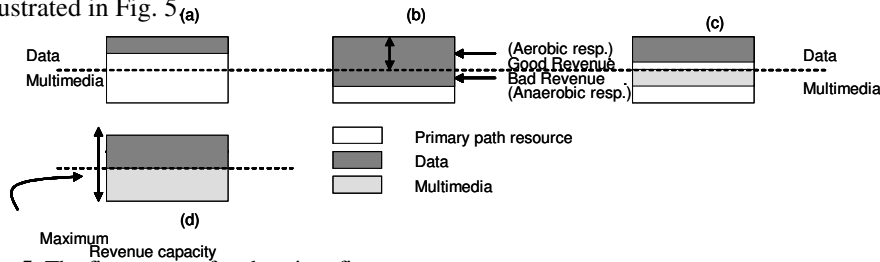 ustrated in Fig. 5.
(a)
(b)
(c)
Data
Multimedia
(Aerobic resp.)
Good Revenue
Bad Revenue
(Anaerobic resp.)
Data
Multimedia
Primary path resource
Data
Multimedia
(d)
Maximum
Revenue capacity